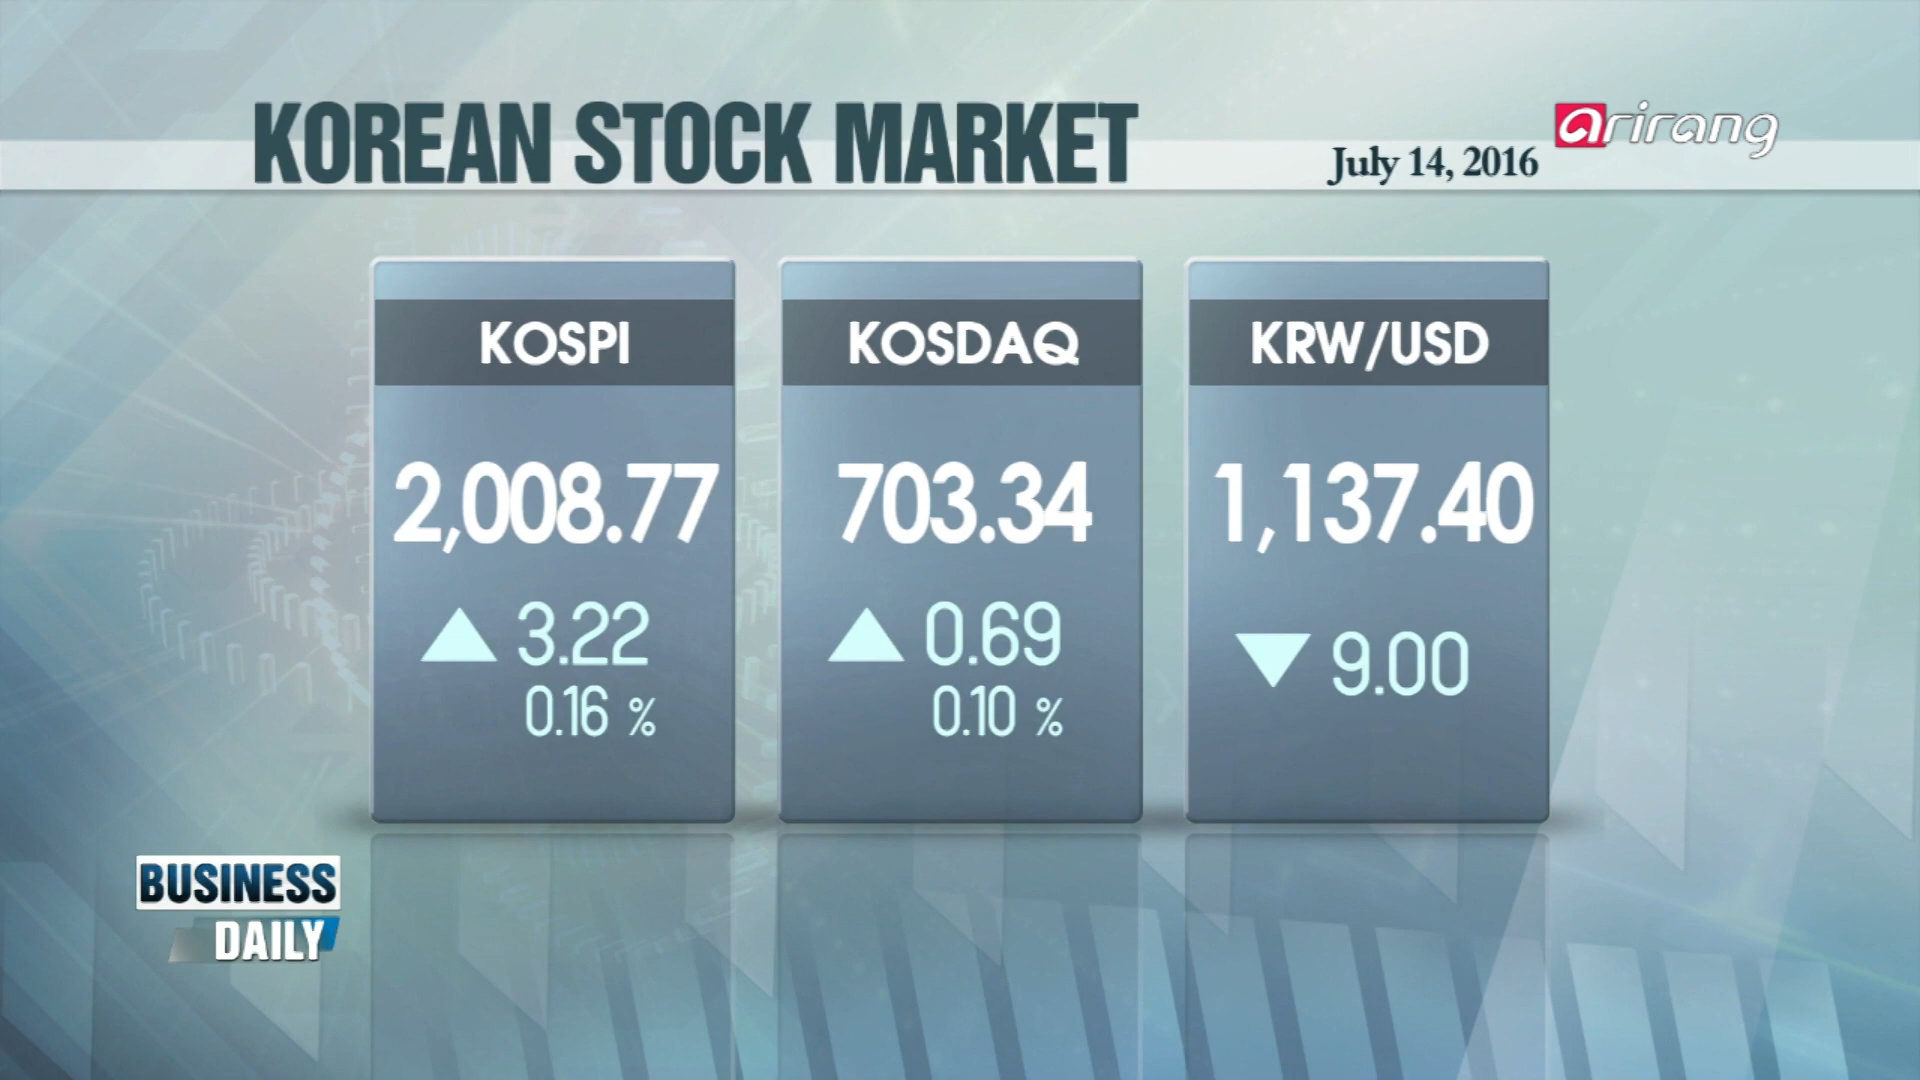 KOREAN STOCK MARKET
July 14, 2016
arirang
KOSPI
2,008.77
▲ 3.22
0.16 %
KOSDAQ
703.34
▲ 0.69
0.10 %
KRW/USD
1,137.40
▼ 9.00
BUSINESS
DAILY